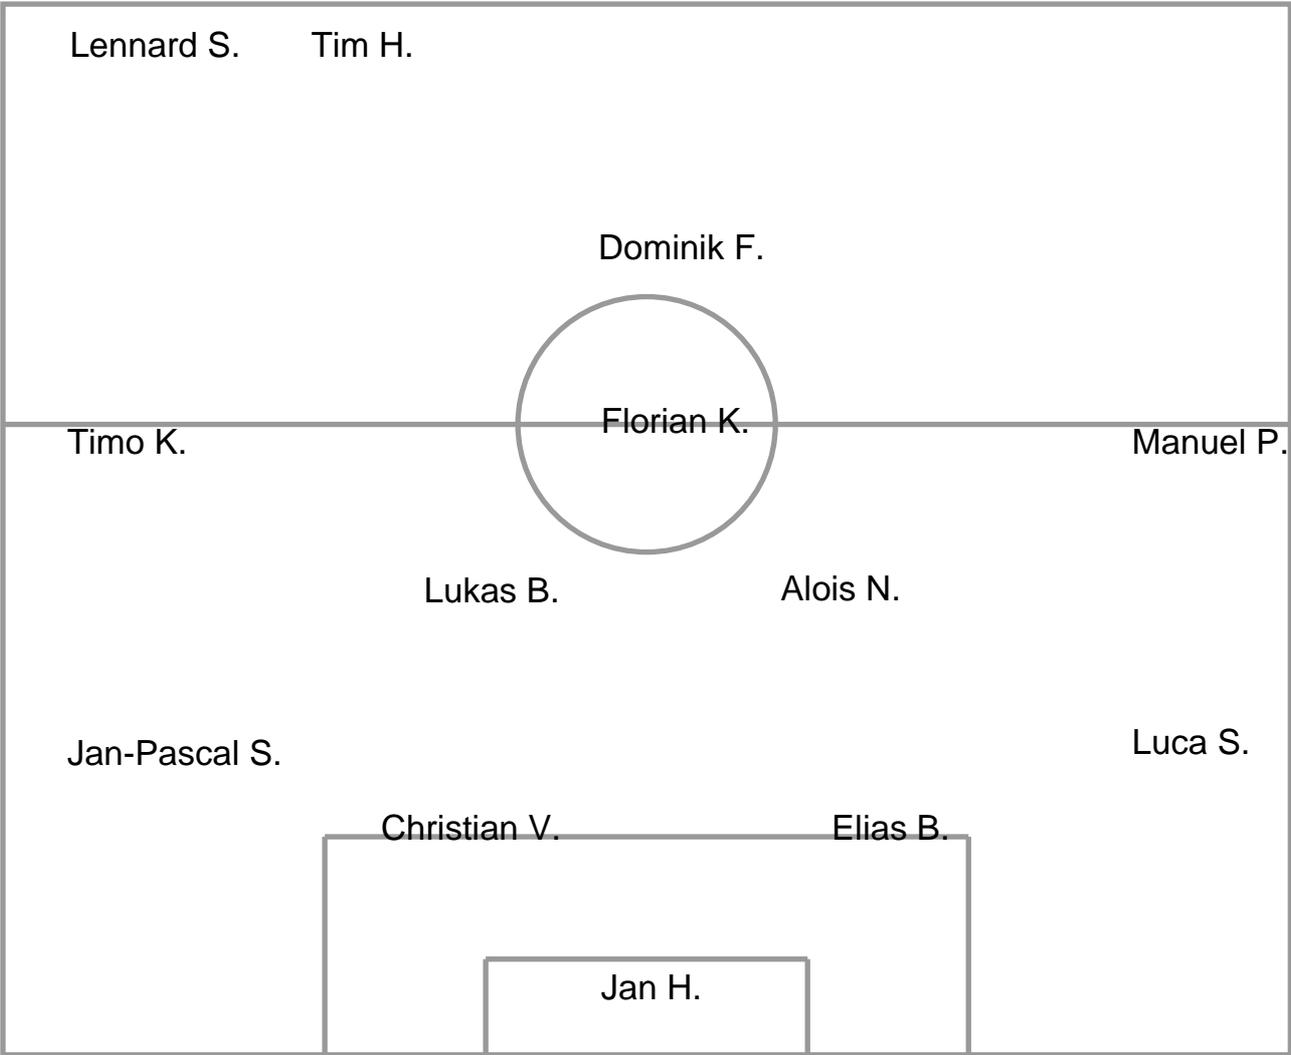 Lennard S. Tim H.
Dominik F.
Florian K.
Timo K. Manuel P.
Lukas B. Alois N.
Jan-Pascal S. Luca S.
Christian V. Elias B.
Jan H.